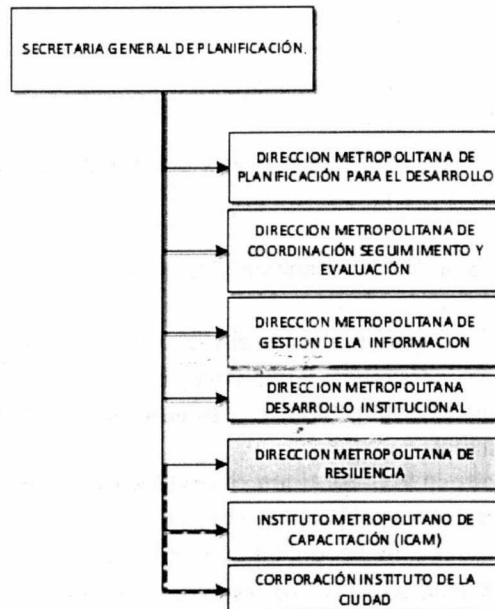 SECRETARIA GENERAL DE PLANIFICACIÓN.
DIRECCION METROPOLITANA DE
PLANIFICACIÓN PARA EL DESARROLLO
DIRECCION METROPOLITANA DE
COORDINACIÓN SEGUIMIMENTO Y
EVALUACIÓN
DIRECCION METROPOLITANA DE
GESTION DE LA INFORMACION
DIRECCION METROPOLITANA
DESARROLLO INSTITUCIONAL
DIRECCION METROPOLITANA DE
RESILIENCIA
INSTITUTO METROPOLITANO DE
CAPACITACIÓN (ICAM)
CORPORACIÓN INSTITUTO DE LA
CIUDAD